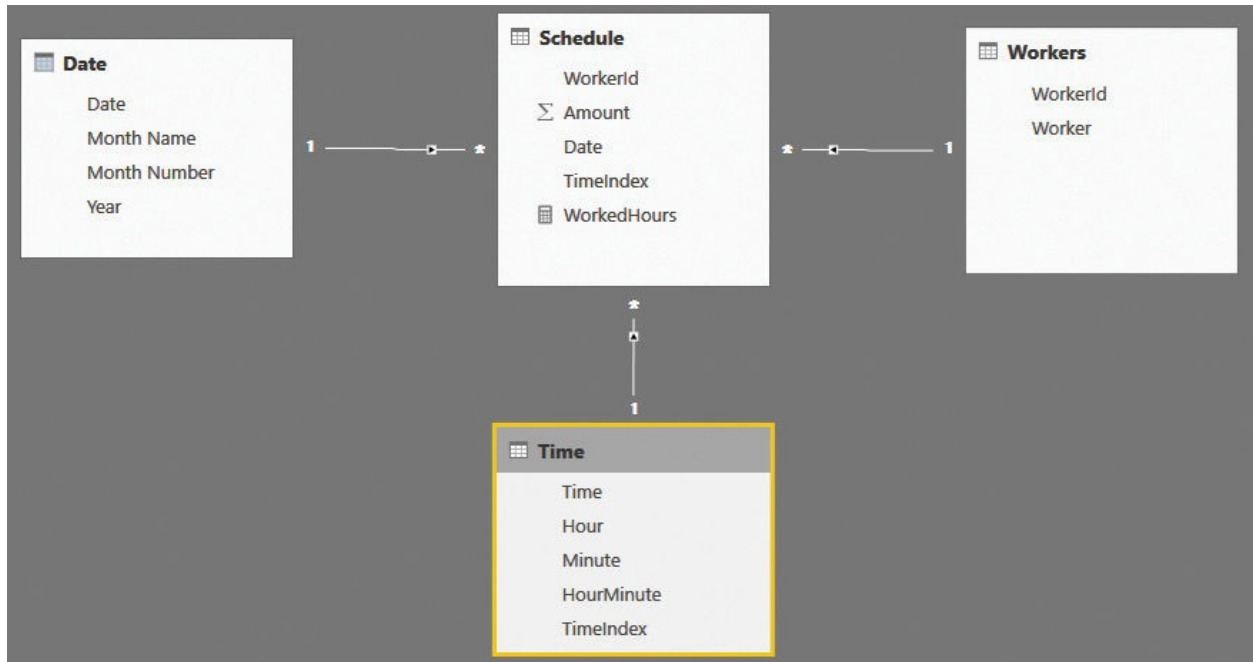 Date
Date
Month Name
Month Number
Year
1
*
Schedule
WorkerId
Σ Amount
Date
TimeIndex
WorkedHours
*
1
Workers
WorkerId
Worker
*
1
Time
Time
Hour
Minute
HourMinute
TimeIndex